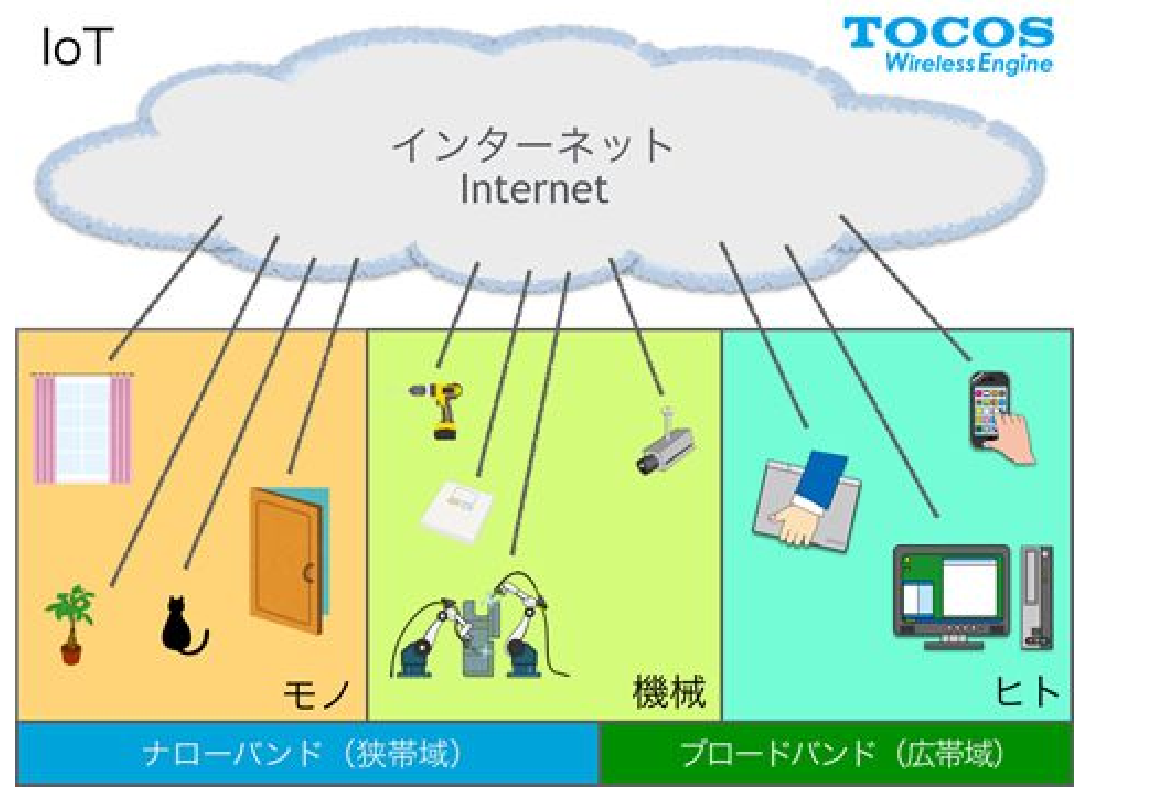 IoT
TOCOS
WirelessEngine
インターネット
Internet
モノ
機械
ヒト
ナローバンド（狭帯域）
ブロードバンド（広帯域）